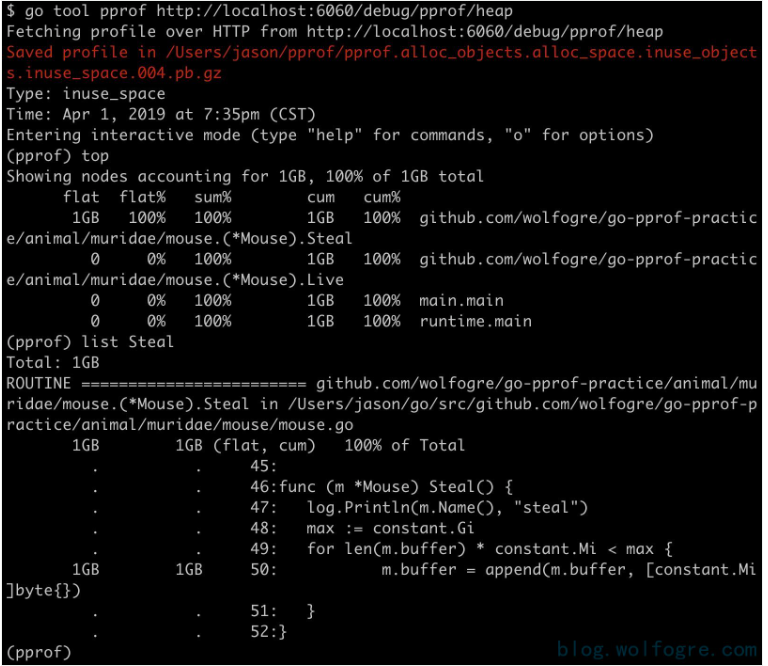 $ go tool pprof http://localhost:6060/debug/pprof/heap
Fetching profile over HTTP from http://localhost:6060/debug/pprof/heap
Saved profile in /Users/jason/pprof/pprof.alloc_objects.alloc_space.inuse_object
s.inuse_space.004.pb.gz
Type: inuse_space
Time: Apr 1, 2019 at 7:35pm (CST)
Entering interactive mode (type "help" for commands, "o" for options)
(pprof) top
Showing nodes accounting for 1GB, 100% of 1GB total
      flat  flat%   sum%        cum   cum%
       1GB   100%   100%        1GB   100%  github.com/wolfogre/go-pprof-practic
e/animal/muridae/mouse.(*Mouse).Steal
         0     0%   100%        1GB   100%  github.com/wolfogre/go-pprof-practic
e/animal/muridae/mouse.(*Mouse).Live
         0     0%   100%        1GB   100%  main.main
         0     0%   100%        1GB   100%  runtime.main
(pprof) list Steal
Total: 1GB
ROUTINE ======================== github.com/wolfogre/go-pprof-practice/animal/mu
ridae/mouse.(*Mouse).Steal in /Users/jason/go/src/github.com/wolfogre/go-pprof-p
ractice/animal/muridae/mouse/mouse.go
       1GB        1GB (flat, cum)   100% of Total
         .          .     45:
         .          .     46:func (m *Mouse) Steal() {
         .          .     47:   log.Println(m.Name(), "steal")
         .          .     48:   max := constant.Gi
         .          .     49:   for len(m.buffer) * constant.Mi < max {
       1GB        1GB     50:           m.buffer = append(m.buffer, [constant.Mi
]byte{})
         .          .     51:   }
         .          .     52:}
(pprof)
blog.wolfogre.com